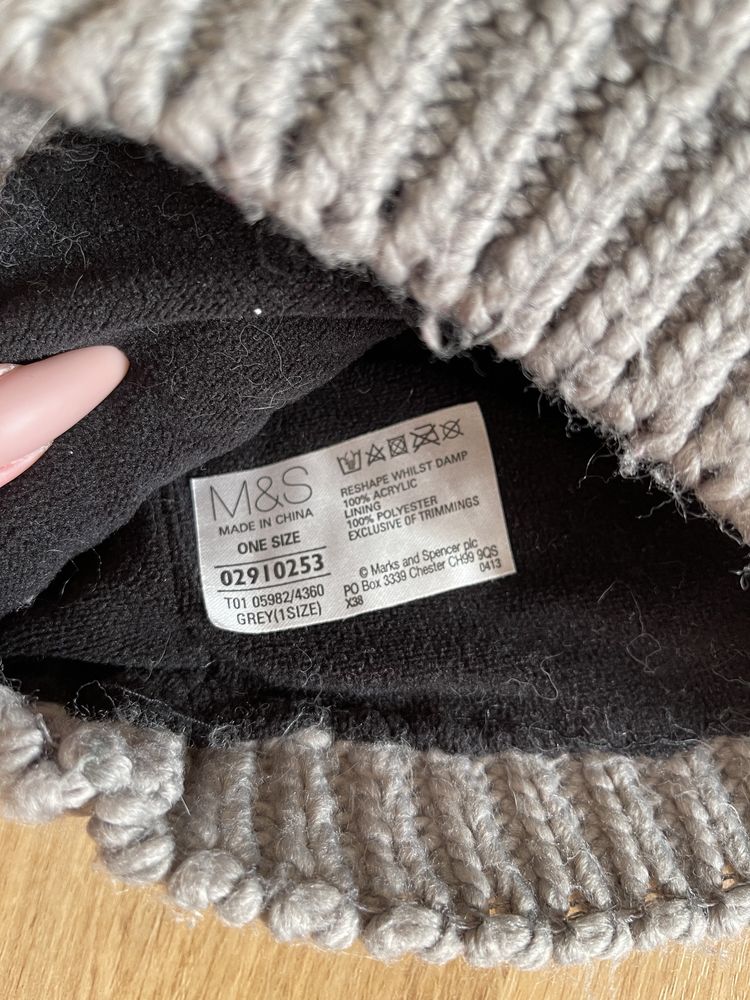 M&S
MADE IN CHINA
ONE SIZE
02910253
T01 05982/4360
GREY(1SIZE)
RESHAPE WHILST DAMP
100% ACRYLIC
LINING
100% POLYESTER
EXCLUSIVE OF TRIMMINGS
© Marks and Spencer plc
PO Box 3339 Chester CH99 9QS
X38 0413